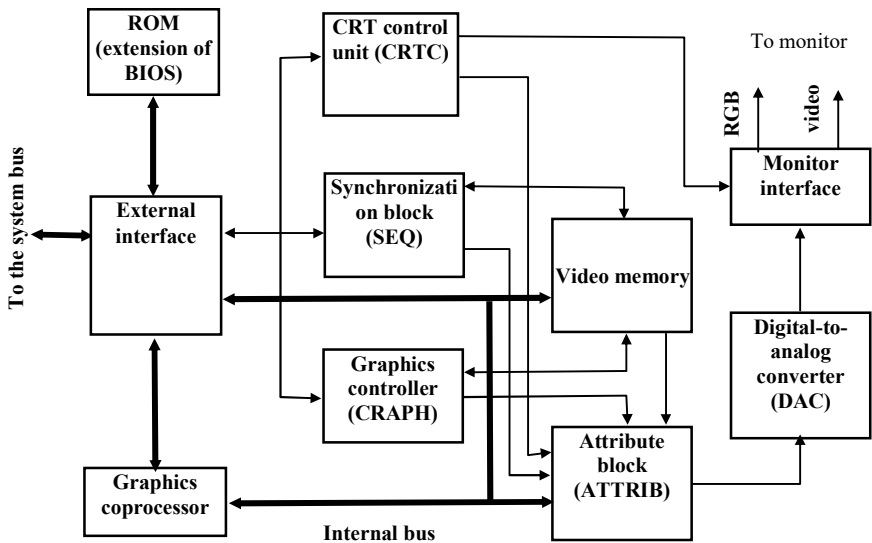 ROM
(extension of
BIOS)
CRT control
unit (CRTC)
To monitor
RGB
video
Monitor
interface
Synchronizati
on block
(SEQ)
External
interface
To the system bus
Video memory
Digital-to-
analog
converter
(DAC)
Graphics
controller
(CRAPH)
Attribute
block
(ATTRIB)
Graphics
coprocessor
Internal bus